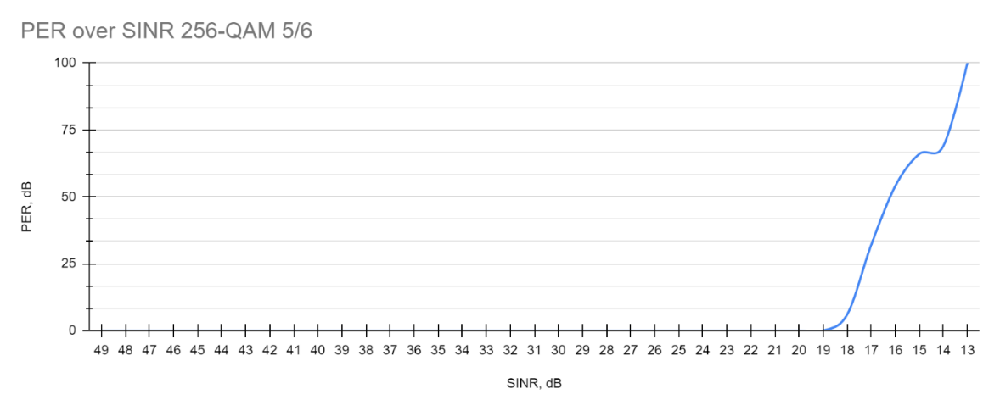 PER over SINR 256-QAM 5/6
100
75
50
25
0
PER, dB
49 48 47 46 45 44 43 42 41 40 39 38 37 36 35 34 33 32 31 30 29 28 27 26 25 24 23 22 21 20 19 18 17 16 15 14 13
SINR, dB